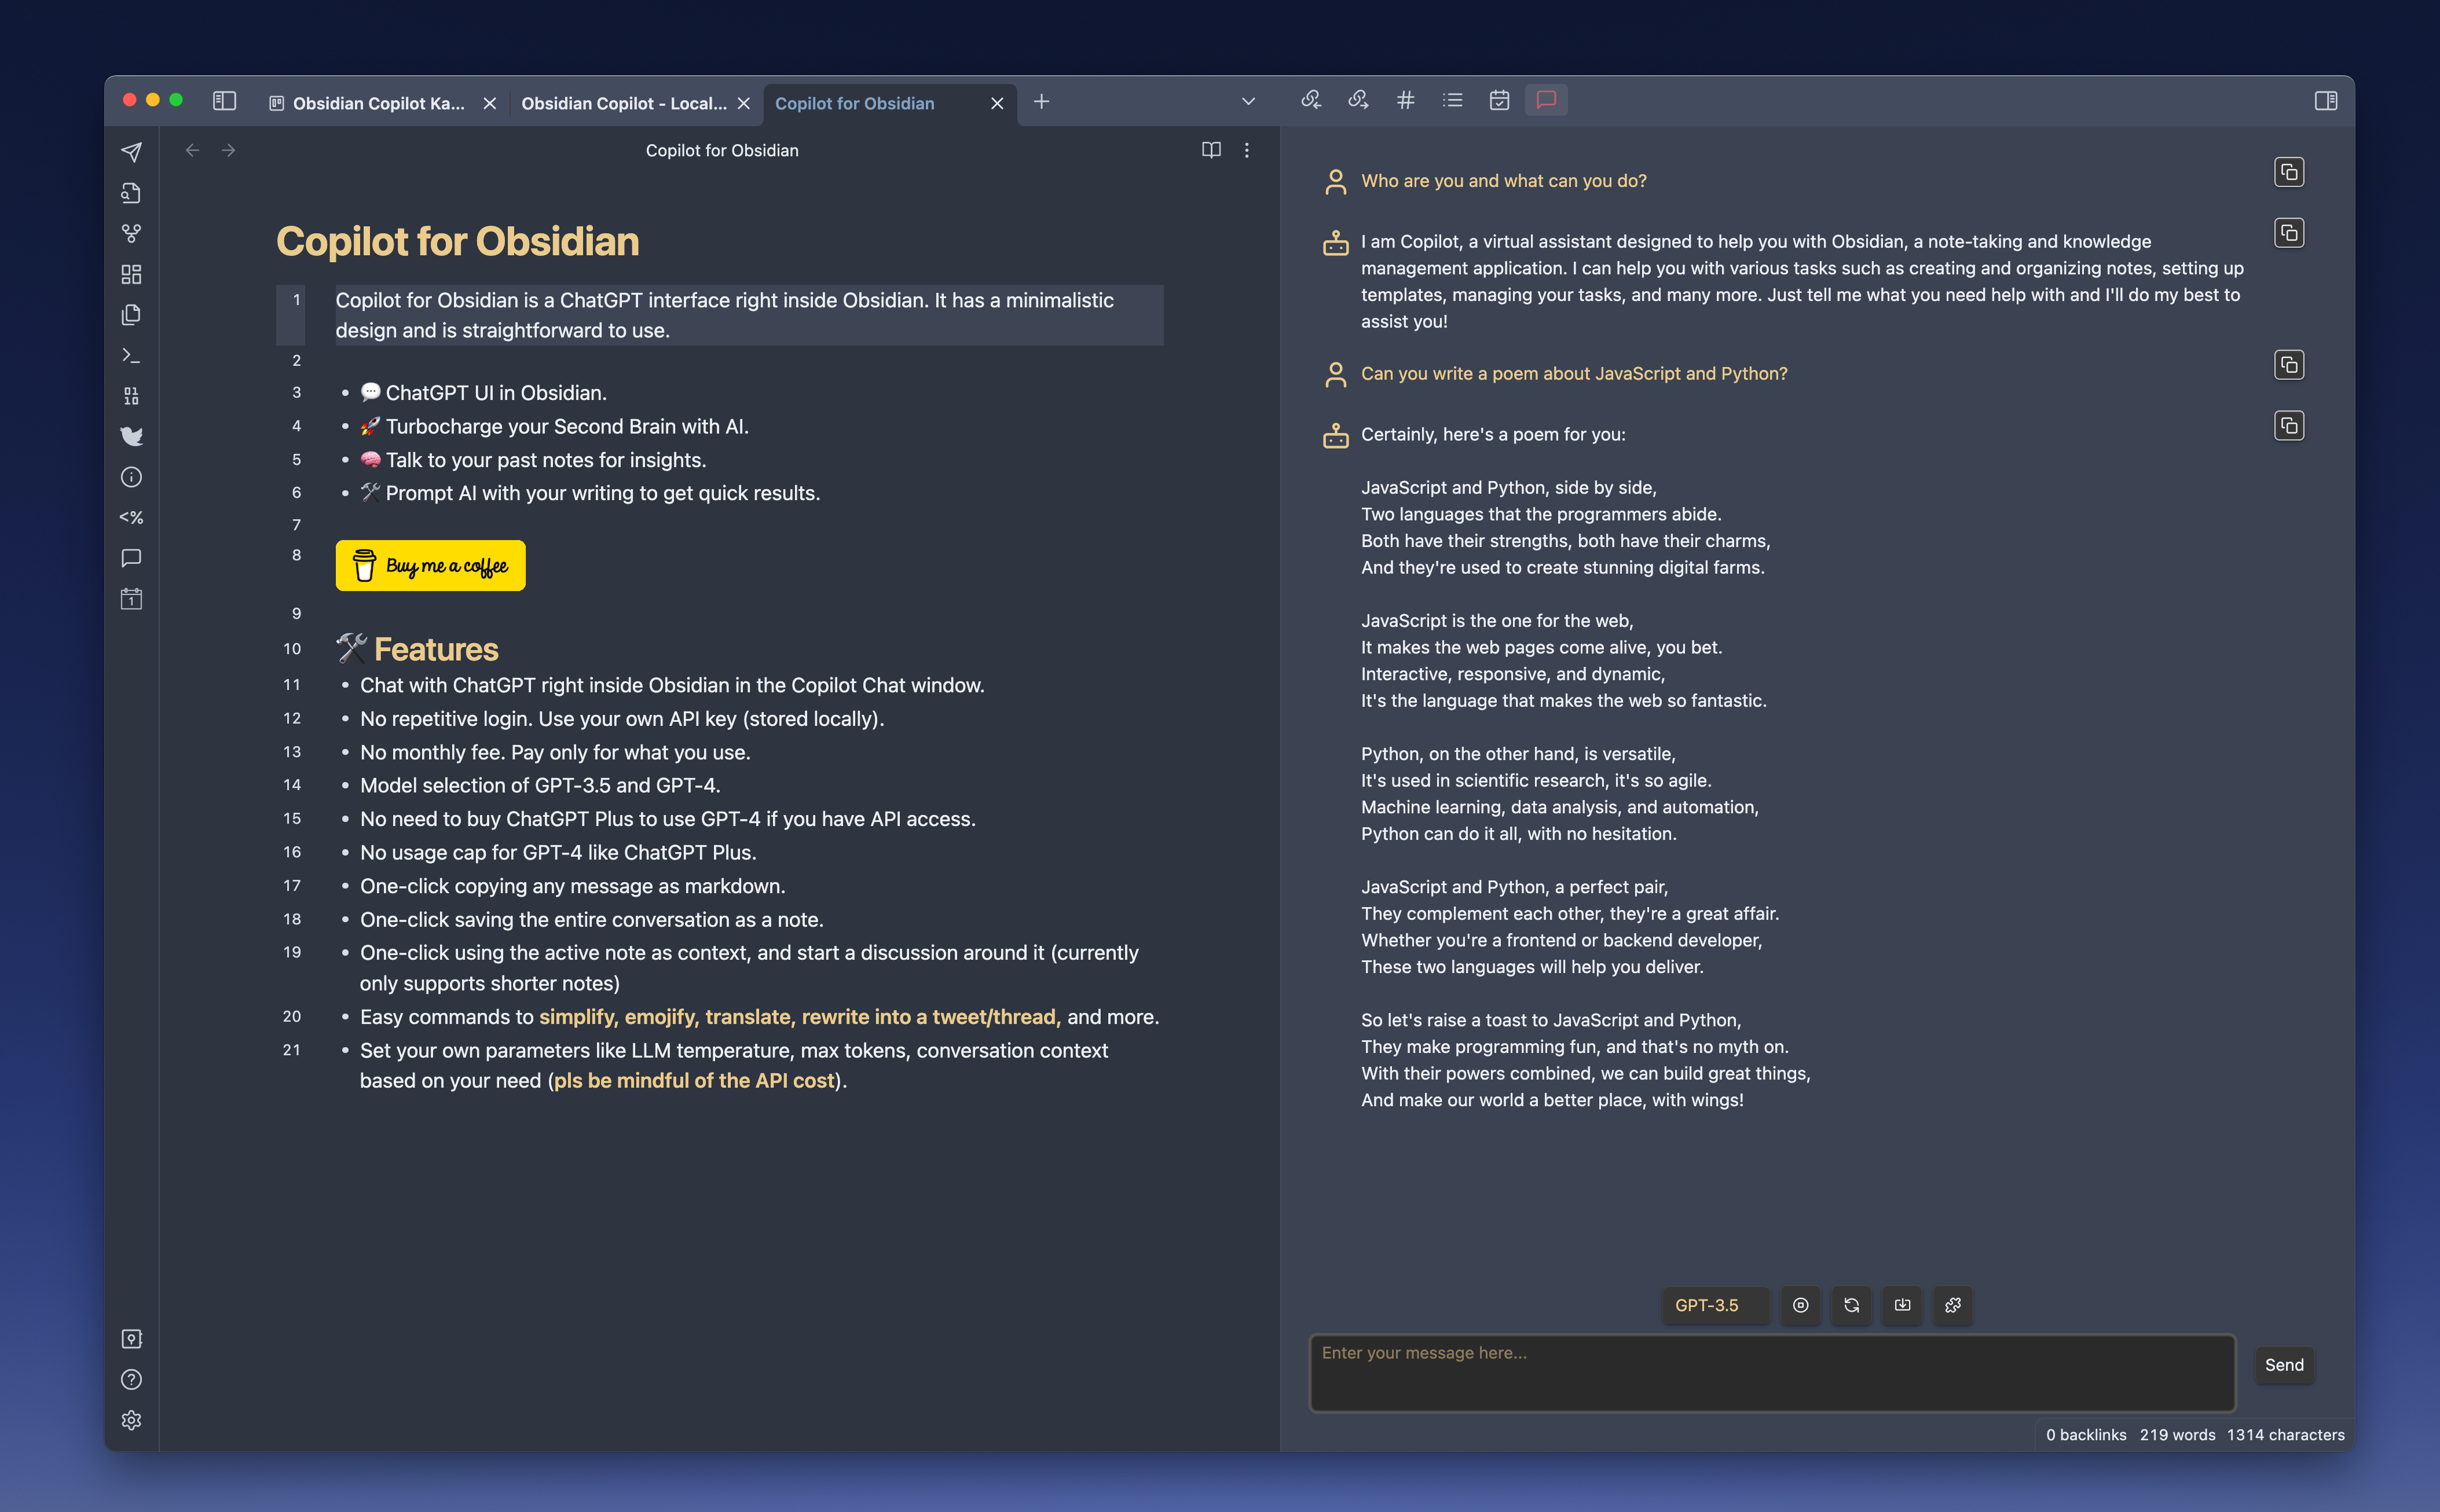 Obsidian Copilot Ka...
Obsidian Copilot - Local...
Copilot for Obsidian
Copilot for Obsidian
Copilot for Obsidian
1
Copilot for Obsidian is a ChatGPT interface right inside Obsidian. It has a minimalistic
design and is straightforward to use.
2
3
• 💬 ChatGPT UI in Obsidian.
4
• 🚀 Turbocharge your Second Brain with AI.
5
• 🧠 Talk to your past notes for insights.
6
• 🛠️ Prompt AI with your writing to get quick results.
7
8
Buy me a coffee
9
10
🛠️ Features
11
• Chat with ChatGPT right inside Obsidian in the Copilot Chat window.
12
• No repetitive login. Use your own API key (stored locally).
13
• No monthly fee. Pay only for what you use.
14
• Model selection of GPT-3.5 and GPT-4.
15
• No need to buy ChatGPT Plus to use GPT-4 if you have API access.
16
• No usage cap for GPT-4 like ChatGPT Plus.
17
• One-click copying any message as markdown.
18
• One-click saving the entire conversation as a note.
19
• One-click using the active note as context, and start a discussion around it (currently
only supports shorter notes)
20
• Easy commands to simplify, emojify, translate, rewrite into a tweet/thread, and more.
21
• Set your own parameters like LLM temperature, max tokens, conversation context
based on your need (pls be mindful of the API cost).
01
10
<%
1
Who are you and what can you do?
I am Copilot, a virtual assistant designed to help you with Obsidian, a note-taking and knowledge
management application. I can help you with various tasks such as creating and organizing notes, setting up
templates, managing your tasks, and many more. Just tell me what you need help with and I'll do my best to
assist you!
Can you write a poem about JavaScript and Python?
Certainly, here's a poem for you:
JavaScript and Python, side by side,
Two languages that the programmers abide.
Both have their strengths, both have their charms,
And they're used to create stunning digital farms.
JavaScript is the one for the web,
It makes the web pages come alive, you bet.
Interactive, responsive, and dynamic,
It's the language that makes the web so fantastic.
Python, on the other hand, is versatile,
It's used in scientific research, it's so agile.
Machine learning, data analysis, and automation,
Python can do it all, with no hesitation.
JavaScript and Python, a perfect pair,
They complement each other, they're a great affair.
Whether you're a frontend or backend developer,
These two languages will help you deliver.
So let's raise a toast to JavaScript and Python,
They make programming fun, and that's no myth on.
With their powers combined, we can build great things,
And make our world a better place, with wings!
GPT-3.5
Enter your message here...
Send
0 backlinks 219 words 1314 characters